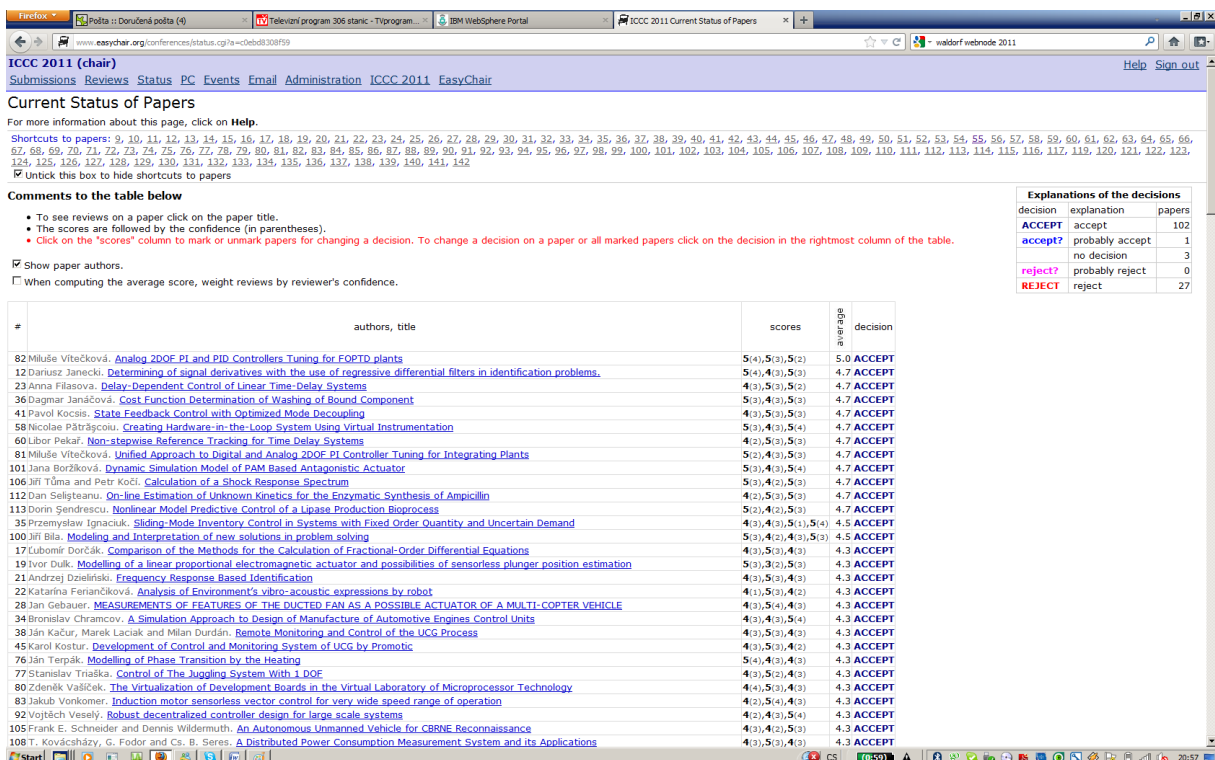 Firefox
Pošta :: Doručená pošta (4)
Televizní program 306 stanic - TVprogram...
IBM WebSphere Portal
ICCC 2011 Current Status of Papers
www.easychair.org/conferences/status.cgi?a=c0ebd8308f59
waldorf webnode 2011
ICCC 2011 (chair)
Help Sign out
Submissions Reviews Status PC Events Email Administration ICCC 2011 EasyChair
Current Status of Papers
For more information about this page, click on Help.
Shortcuts to papers: 9, 10, 11, 12, 13, 14, 15, 16, 17, 18, 19, 20, 21, 22, 23, 24, 25, 26, 27, 28, 29, 30, 31, 32, 33, 34, 35, 36, 37, 38, 39, 40, 41, 42, 43, 44, 45, 46, 47, 48, 49, 50, 51, 52, 53, 54, 55, 56, 57, 58, 59, 60, 61, 62, 63, 64, 65, 66,
67, 68, 69, 70, 71, 72, 73, 74, 75, 76, 77, 78, 79, 80, 81, 82, 83, 84, 85, 86, 87, 88, 89, 90, 91, 92, 93, 94, 95, 96, 97, 98, 99, 100, 101, 102, 103, 104, 105, 106, 107, 108, 109, 110, 111, 112, 113, 114, 115, 116, 117, 119, 120, 121, 122, 123,
124, 125, 126, 127, 128, 129, 130, 131, 132, 133, 134, 135, 136, 137, 138, 139, 140, 141, 142
Untick this box to hide shortcuts to papers
Comments to the table below
• To see reviews on a paper click on the paper title.
• The scores are followed by the confidence (in parentheses).
• Click on the "scores" column to mark or unmark papers for changing a decision. To change a decision on a paper or all marked papers click on the decision in the rightmost column of the table.
Show paper authors.
When computing the average score, weight reviews by reviewer's confidence.
Explanations of the decisions
decision explanation papers
ACCEPT accept 102
accept? probably accept 1
no decision 3
reject? probably reject 0
REJECT reject 27
# authors, title scores average decision
82 Miluše Vítečková. Analog 2DOF PI and PID Controllers Tuning for FOPTD plants 5(4),5(3),5(2) 5.0 ACCEPT
12 Dariusz Janecki. Determining of signal derivatives with the use of regressive differential filters in identification problems. 5(4),4(3),5(3) 4.7 ACCEPT
23 Anna Filasova. Delay-Dependent Control of Linear Time-Delay Systems 4(3),5(3),5(2) 4.7 ACCEPT
36 Dagmar Janáčová. Cost Function Determination of Washing of Bound Component 5(3),4(3),5(3) 4.7 ACCEPT
41 Pavol Kocsis. State Feedback Control with Optimized Mode Decoupling 4(3),5(3),5(3) 4.7 ACCEPT
58 Nicolae Pătrăşcoiu. Creating Hardware-in-the-Loop System Using Virtual Instrumentation 5(3),4(3),5(4) 4.7 ACCEPT
60 Libor Pekař. Non-stepwise Reference Tracking for Time Delay Systems 4(2),5(3),5(3) 4.7 ACCEPT
81 Miluše Vítečková. Unified Approach to Digital and Analog 2DOF PI Controller Tuning for Integrating Plants 5(2),4(3),5(3) 4.7 ACCEPT
101 Jana Boržíková. Dynamic Simulation Model of PAM Based Antagonistic Actuator 5(3),4(3),5(4) 4.7 ACCEPT
106 Jiří Tůma and Petr Kočí. Calculation of a Shock Response Spectrum 5(3),4(2),5(3) 4.7 ACCEPT
112 Dan Selişteanu. On-line Estimation of Unknown Kinetics for the Enzymatic Synthesis of Ampicillin 4(2),5(3),5(3) 4.7 ACCEPT
113 Dorin Şendrescu. Nonlinear Model Predictive Control of a Lipase Production Bioprocess 5(2),4(2),5(3) 4.7 ACCEPT
35 Przemysław Ignaciuk. Sliding-Mode Inventory Control in Systems with Fixed Order Quantity and Uncertain Demand 4(3),4(3),5(1),5(4) 4.5 ACCEPT
100 Jiří Bila. Modeling and Interpretation of new solutions in problem solving 5(3),4(2),4(3),5(3) 4.5 ACCEPT
17 Ľubomír Dorčák. Comparison of the Methods for the Calculation of Fractional-Order Differential Equations 4(3),5(3),4(3) 4.3 ACCEPT
19 Ivor Dulk. Modelling of a linear proportional electromagnetic actuator and possibilities of sensorless plunger position estimation 5(3),3(2),5(3) 4.3 ACCEPT
21 Andrzej Dzieliński. Frequency Response Based Identification 4(3),5(3),4(3) 4.3 ACCEPT
22 Katarína Feriančiková. Analysis of Environment's vibro-acoustic expressions by robot 4(1),5(3),4(2) 4.3 ACCEPT
28 Jan Gebauer. MEASUREMENTS OF FEATURES OF THE DUCTED FAN AS A POSSIBLE ACTUATOR OF A MULTI-COPTER VEHICLE 4(3),5(4),4(3) 4.3 ACCEPT
34 Bronislav Chramcov. A Simulation Approach to Design of Manufacture of Automotive Engines Control Units 4(3),4(3),5(4) 4.3 ACCEPT
38 Ján Kačur, Marek Laciak and Milan Durdán. Remote Monitoring and Control of the UCG Process 4(3),5(3),4(3) 4.3 ACCEPT
45 Karol Kostur. Development of Control and Monitoring System of UCG by Promotic 4(3),5(3),4(2) 4.3 ACCEPT
76 Ján Terpák. Modelling of Phase Transition by the Heating 5(4),4(3),4(3) 4.3 ACCEPT
77 Stanislav Triaška. Control of The Juggling System With 1 DOF 4(3),5(3),4(3) 4.3 ACCEPT
80 Zdeněk Vašíček. The Virtualization of Development Boards in the Virtual Laboratory of Microprocessor Technology 4(4),5(3),4(3) 4.3 ACCEPT
83 Jakub Vonkomer. Induction motor sensorless vector control for very wide speed range of operation 4(2),5(4),4(3) 4.3 ACCEPT
92 Vojtěch Veselý. Robust decentralized controller design for large scale systems 4(2),4(3),5(4) 4.3 ACCEPT
105 Frank E. Schneider and Dennis Wildermuth. An Autonomous Unmanned Vehicle for CBRNE Reconnaissance 4(3),4(2),5(3) 4.3 ACCEPT
108 T. Kovácsházy, G. Fodor and Cs. B. Seres. A Distributed Power Consumption Measurement System and its Applications 4(3),5(3),4(3) 4.3 ACCEPT
Start
CS
(0:59)
20:57